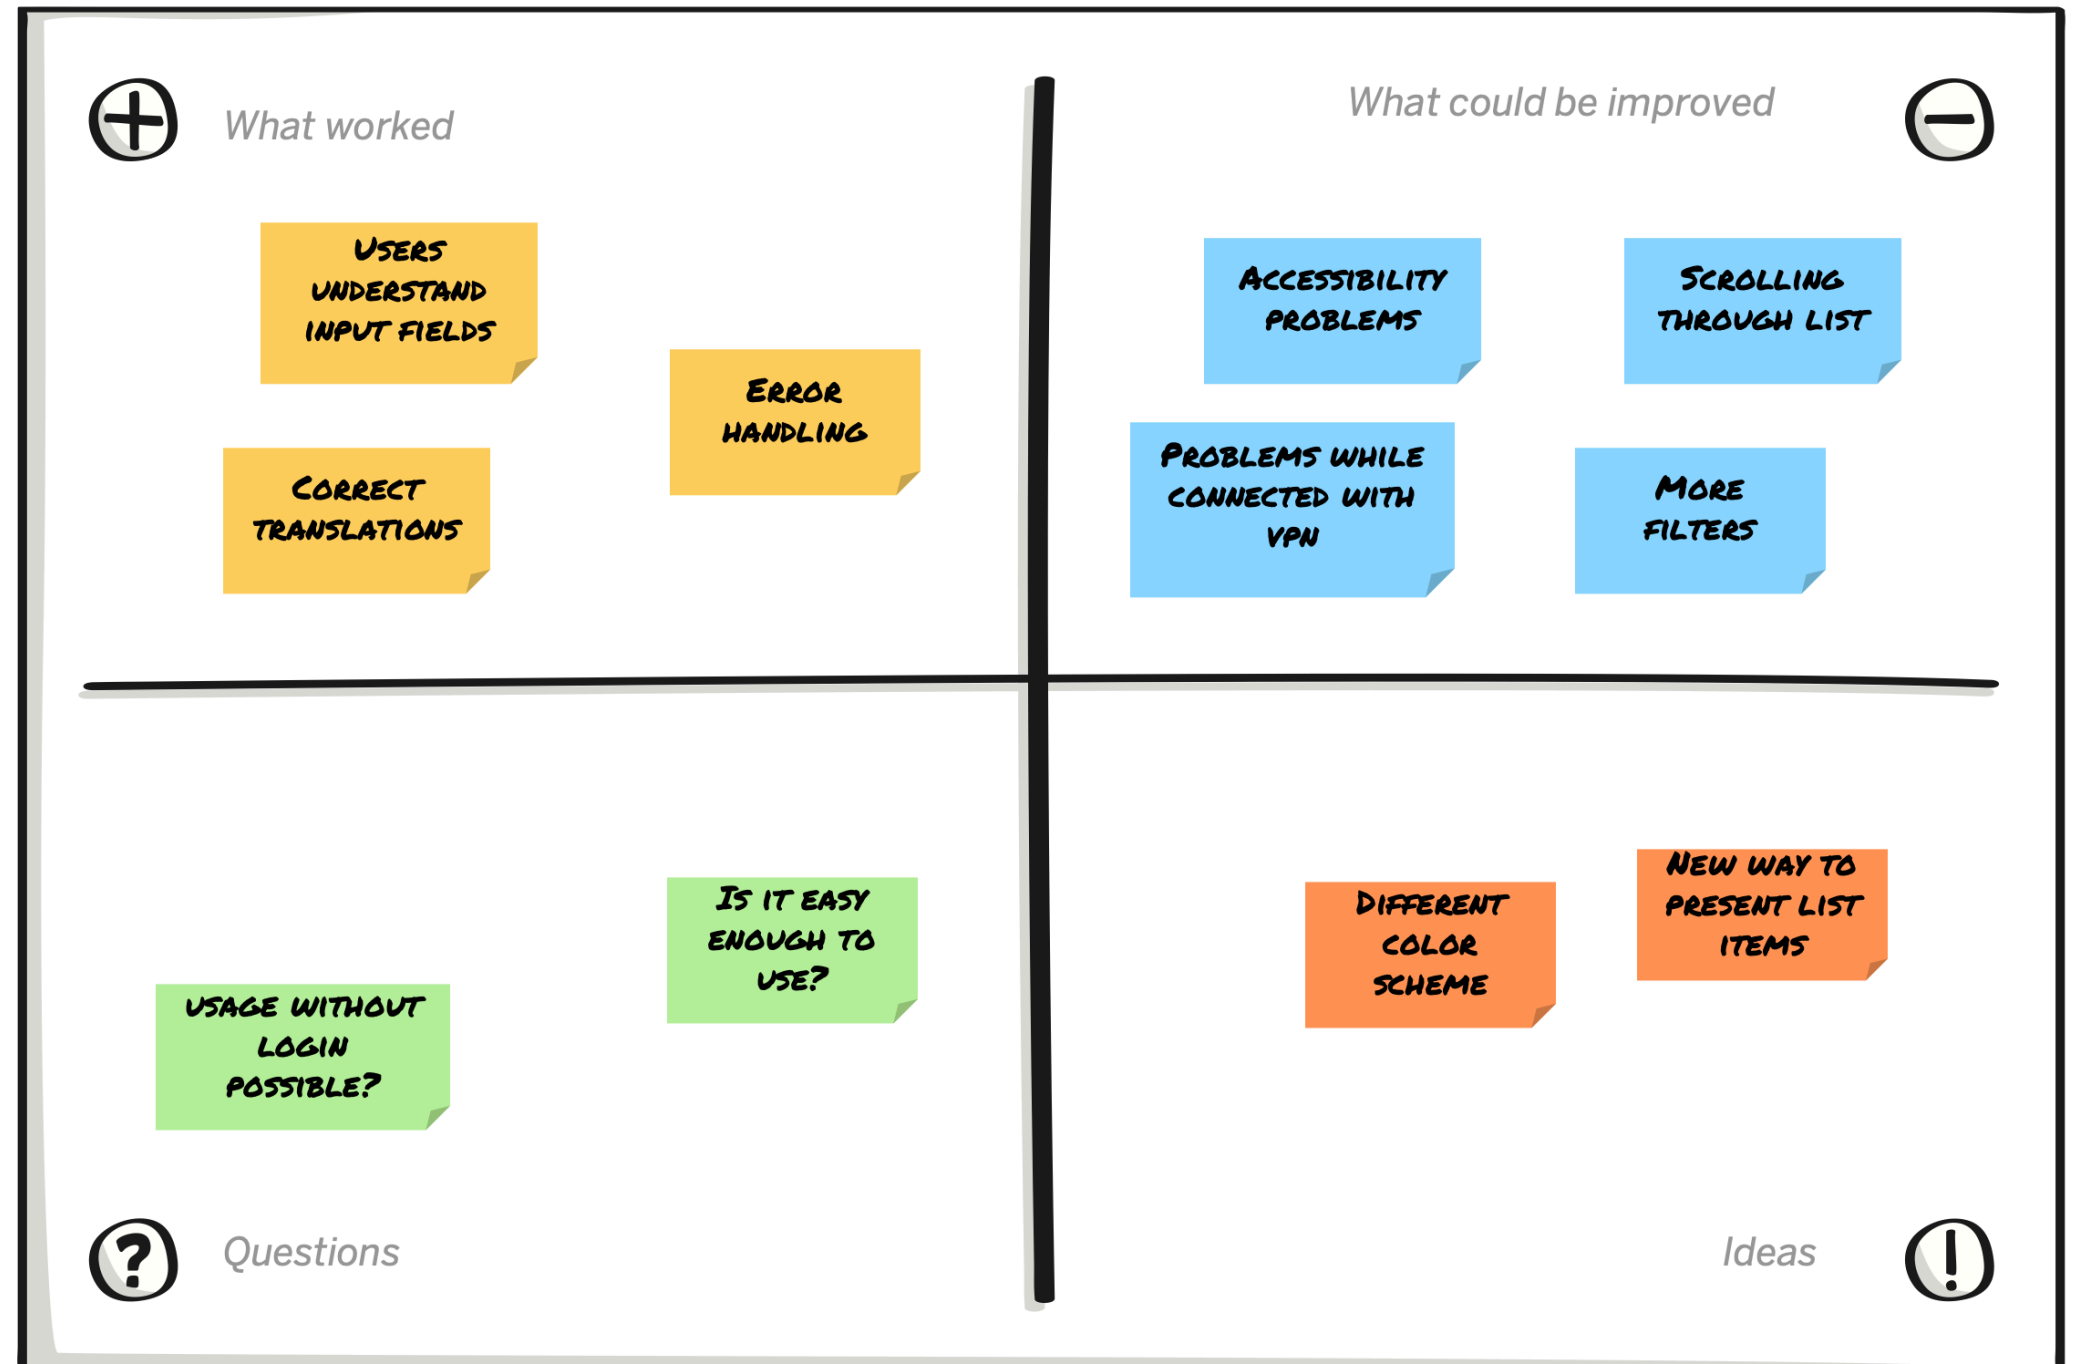 What worked
Users
understand
input fields
Error
handling
Correct
translations
What could be improved
Accessibility
problems
Scrolling
through list
Problems while
connected with
vpn
More
filters
usage without
login
possible?
Is it easy
enough to
use?
Questions
Different
color
scheme
New way to
present list
items
Ideas